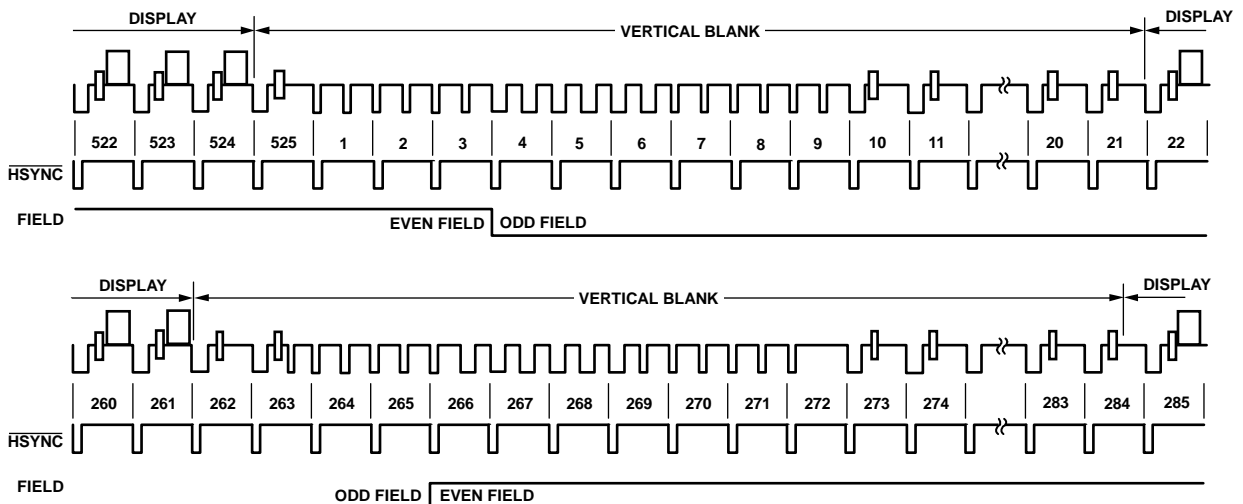 DISPLAY VERTICAL BLANK DISPLAY
522 523 524 525 1 2 3 4 5 6 7 8 9 10 11 20 21 22
HSYNC
FIELD EVEN FIELD ODD FIELD
DISPLAY VERTICAL BLANK DISPLAY
260 261 262 263 264 265 266 267 268 269 270 271 272 273 274 283 284 285
HSYNC
FIELD ODD FIELD EVEN FIELD